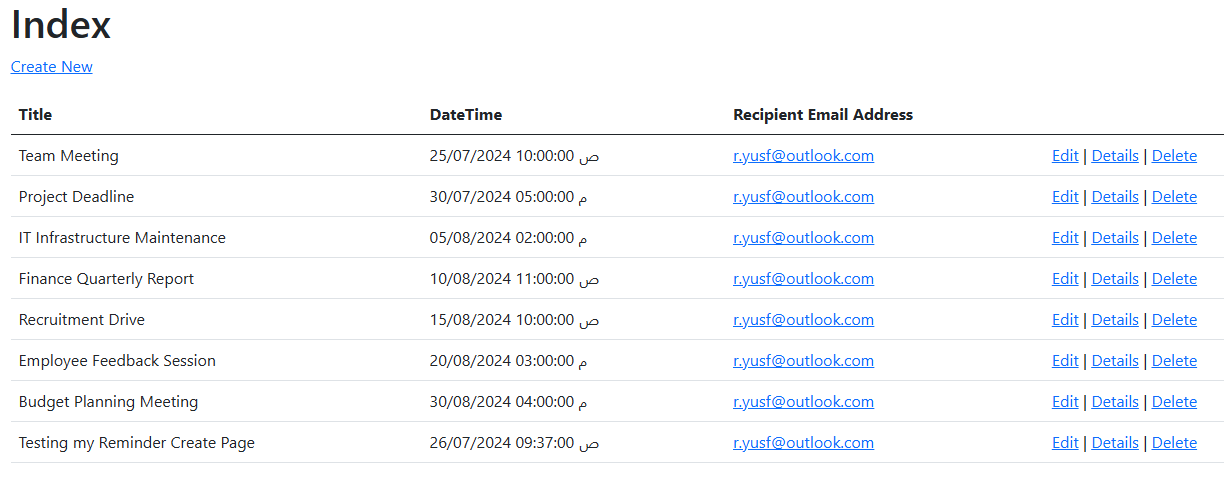 Index
Create New
Title DateTime Recipient Email Address
Team Meeting 25/07/2024 10:00:00 ص r.yusf@outlook.com Edit | Details | Delete
Project Deadline 30/07/2024 05:00:00 م r.yusf@outlook.com Edit | Details | Delete
IT Infrastructure Maintenance 05/08/2024 02:00:00 م r.yusf@outlook.com Edit | Details | Delete
Finance Quarterly Report 10/08/2024 11:00:00 ص r.yusf@outlook.com Edit | Details | Delete
Recruitment Drive 15/08/2024 10:00:00 ص r.yusf@outlook.com Edit | Details | Delete
Employee Feedback Session 20/08/2024 03:00:00 م r.yusf@outlook.com Edit | Details | Delete
Budget Planning Meeting 30/08/2024 04:00:00 م r.yusf@outlook.com Edit | Details | Delete
Testing my Reminder Create Page 26/07/2024 09:37:00 ص r.yusf@outlook.com Edit | Details | Delete